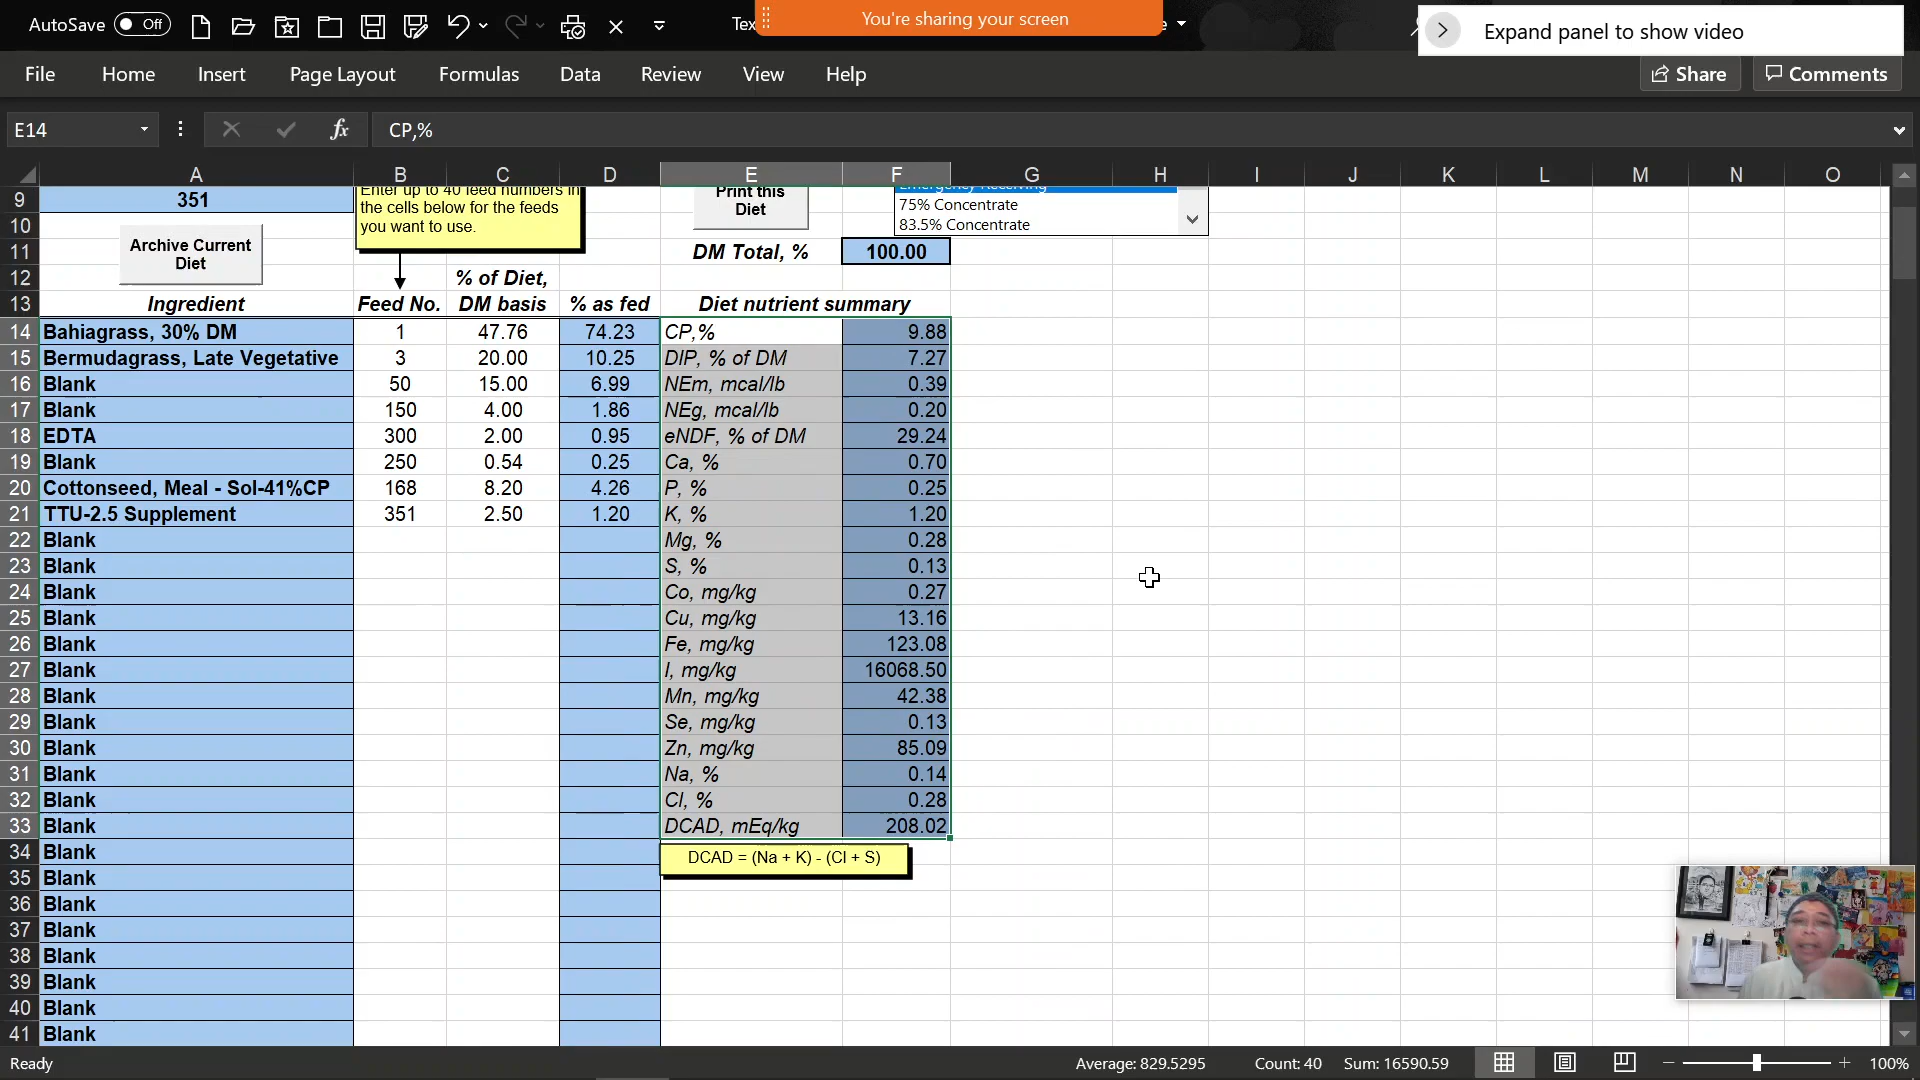 AutoSave Off
Tex
You're sharing your screen
Expand panel to show video
File Home Insert Page Layout Formulas Data Review View Help Share Comments
E14 fx CP,%
A B C D E F G H I J K L M N O
9 351 Enter up to 40 feed numbers in
the cells below for the feeds
you want to use.
Print this
Diet
Emergency Receiving
75% Concentrate
10 83.5% Concentrate
Archive Current
Diet
11 DM Total, % 100.00
12 % of Diet,
13 Ingredient Feed No. DM basis % as fed Diet nutrient summary
14 Bahiagrass, 30% DM 1 47.76 74.23 CP,% 9.88
15 Bermudagrass, Late Vegetative 3 20.00 10.25 DIP, % of DM 7.27
16 Blank 50 15.00 6.99 NEm, mcal/lb 0.39
17 Blank 150 4.00 1.86 NEg, mcal/lb 0.20
18 EDTA 300 2.00 0.95 eNDF, % of DM 29.24
19 Blank 250 0.54 0.25 Ca, % 0.70
20 Cottonseed, Meal - Sol-41%CP 168 8.20 4.26 P, % 0.25
21 TTU-2.5 Supplement 351 2.50 1.20 K, % 1.20
22 Blank Mg, % 0.28
23 Blank S, % 0.13
24 Blank Co, mg/kg 0.27
25 Blank Cu, mg/kg 13.16
26 Blank Fe, mg/kg 123.08
27 Blank I, mg/kg 16068.50
28 Blank Mn, mg/kg 42.38
29 Blank Se, mg/kg 0.13
30 Blank Zn, mg/kg 85.09
31 Blank Na, % 0.14
32 Blank Cl, % 0.28
33 Blank DCAD, mEq/kg 208.02
34 Blank DCAD = (Na + K) - (Cl + S)
35 Blank
36 Blank
37 Blank
38 Blank
39 Blank
40 Blank
41 Blank
Ready Average: 829.5295 Count: 40 Sum: 16590.59 100%